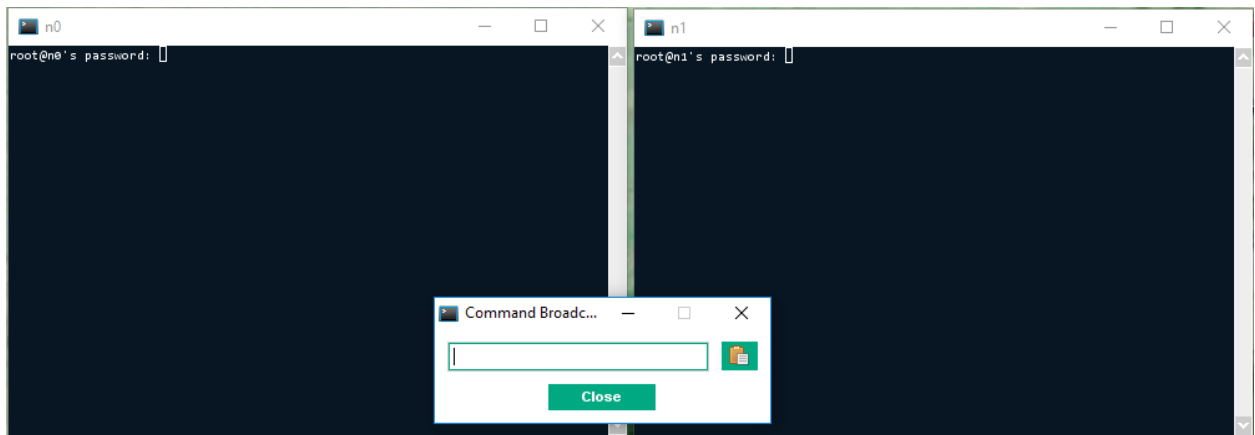 n0
root@n0's password:
n1
root@n1's password:
Command Broadc...
Close